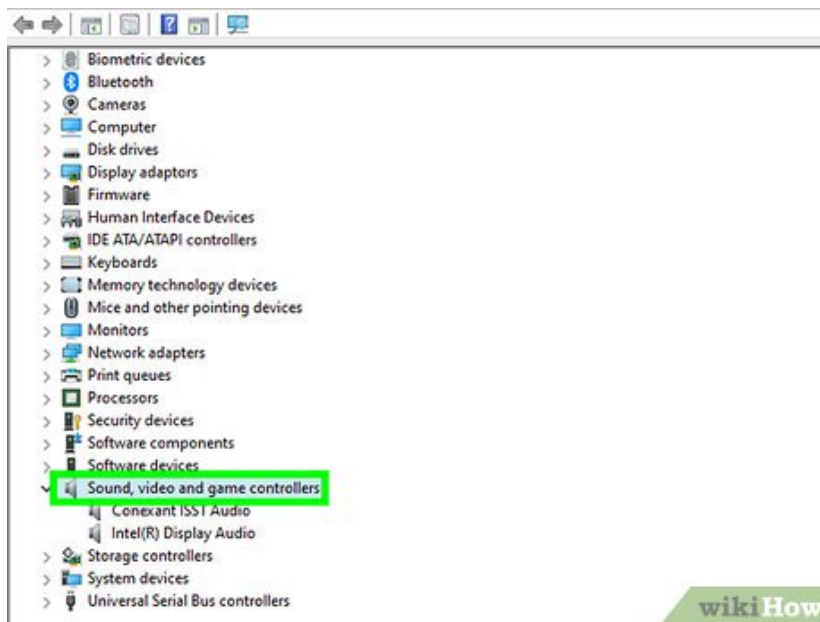 Biometric devices
Bluetooth
Cameras
Computer
Disk drives
Display adaptors
Firmware
Human Interface Devices
IDE ATA/ATAPI controllers
Keyboards
Memory technology devices
Mice and other pointing devices
Monitors
Network adapters
Print queues
Processors
Security devices
Software components
Software devices
Sound, video and game controllers
Conexant ISST Audio
Intel(R) Display Audio
Storage controllers
System devices
Universal Serial Bus controllers
wikiHow